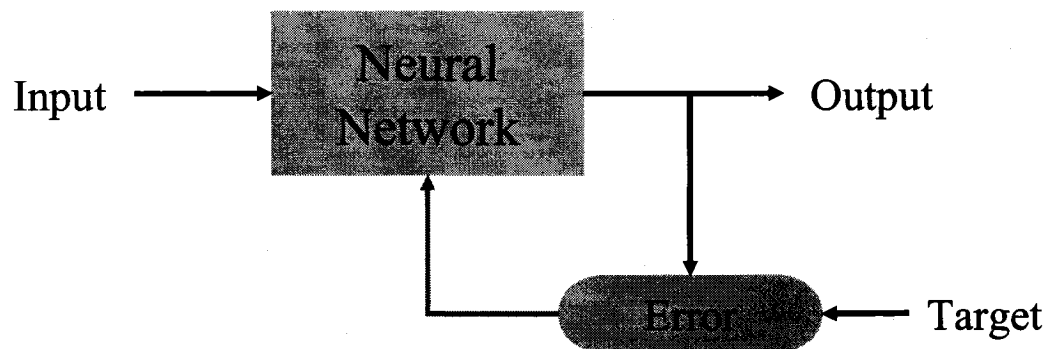 Input
Neural
Network
Output
Error
Target